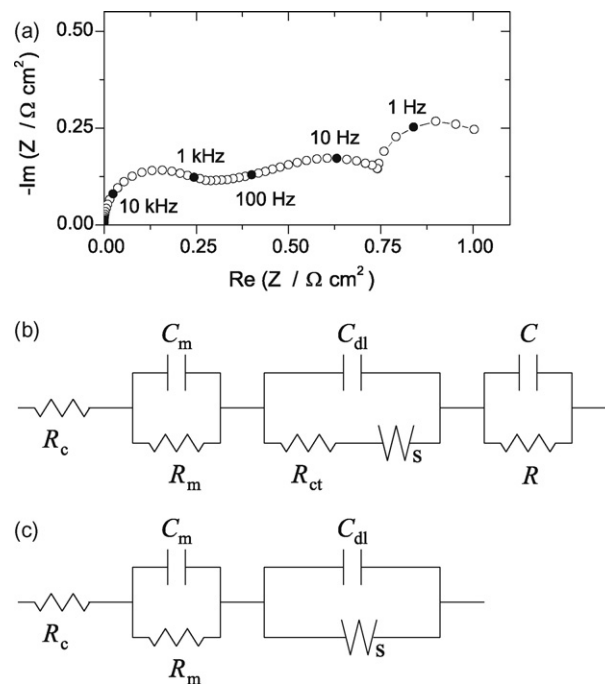 (a)
0.50
0.25
0.00
-Im (Z / Ω cm²)
10 kHz
1 kHz
100 Hz
10 Hz
1 Hz
0.00 0.25 0.50 0.75 1.00
Re (Z / Ω cm²)
(b)
Cm Cdl C
Rc Rm Rct s R
(c)
Cm Cdl
Rc Rm s